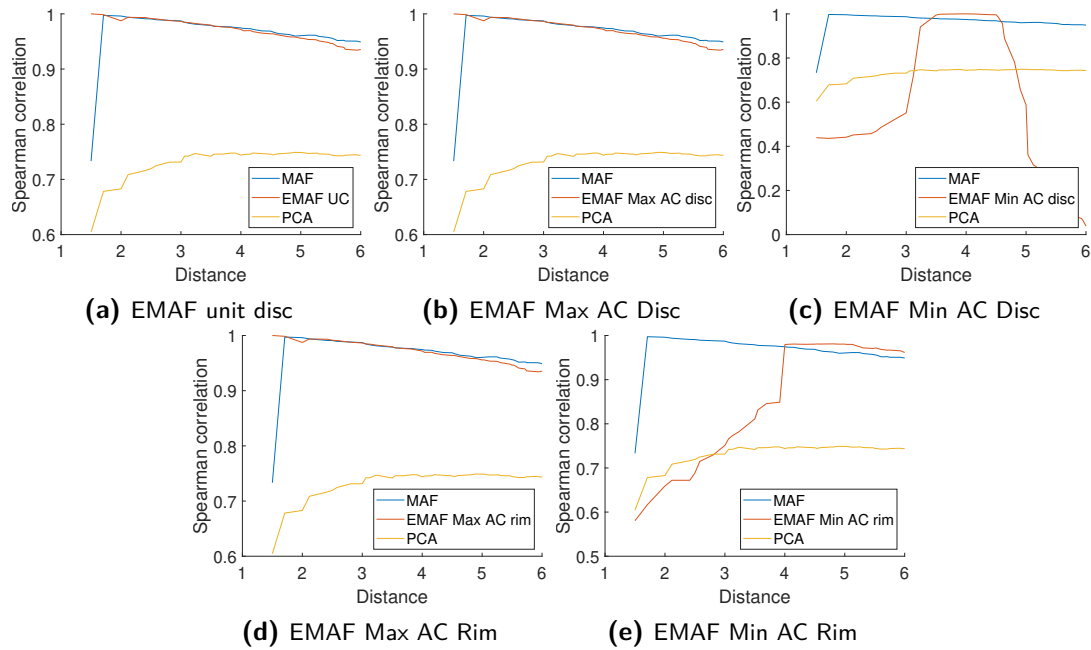 1
0.9
0.8
0.7
0.6
Spearman correlation
MAF
EMAF UC
PCA
1 2 3 4 5 6
Distance
(a) EMAF unit disc
1
0.9
0.8
0.7
0.6
Spearman correlation
MAF
EMAF Max AC disc
PCA
1 2 3 4 5 6
Distance
(b) EMAF Max AC Disc
1
0.8
0.6
0.4
0.2
0
Spearman correlation
MAF
EMAF Min AC disc
PCA
1 2 3 4 5 6
Distance
(c) EMAF Min AC Disc
1
0.9
0.8
0.7
0.6
Spearman correlation
MAF
EMAF Max AC rim
PCA
1 2 3 4 5 6
Distance
(d) EMAF Max AC Rim
1
0.9
0.8
0.7
0.6
0.5
Spearman correlation
MAF
EMAF Min AC rim
PCA
1 2 3 4 5 6
Distance
(e) EMAF Min AC Rim